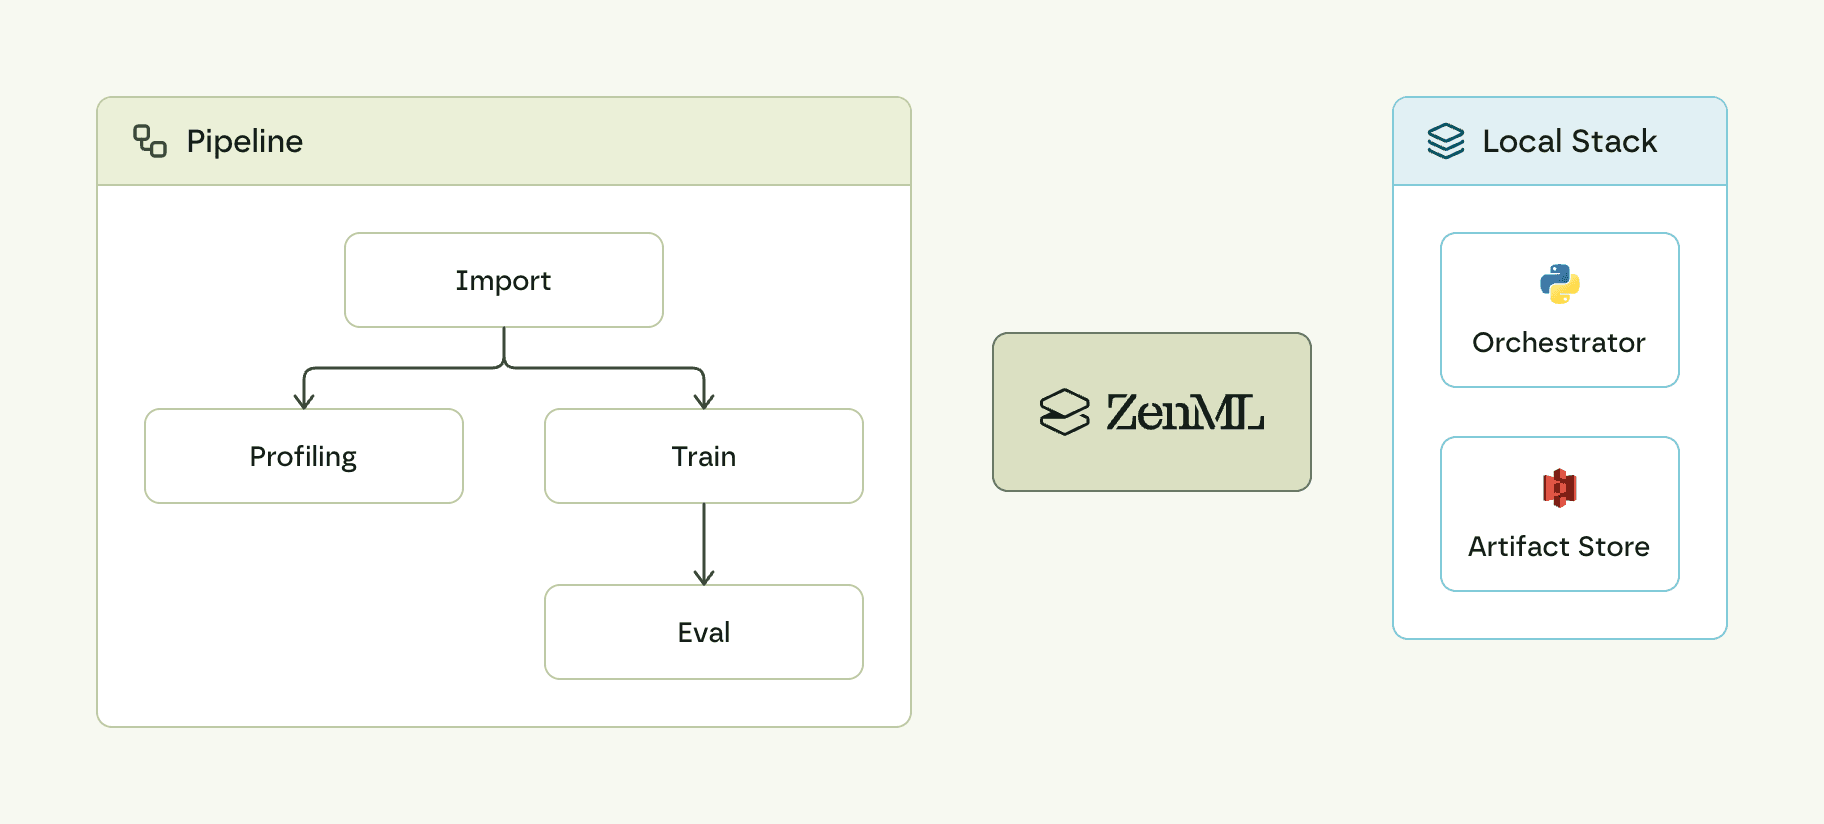 Pipeline
Import
Profiling
Train
Eval
ZenML
Local Stack
Orchestrator
Artifact Store